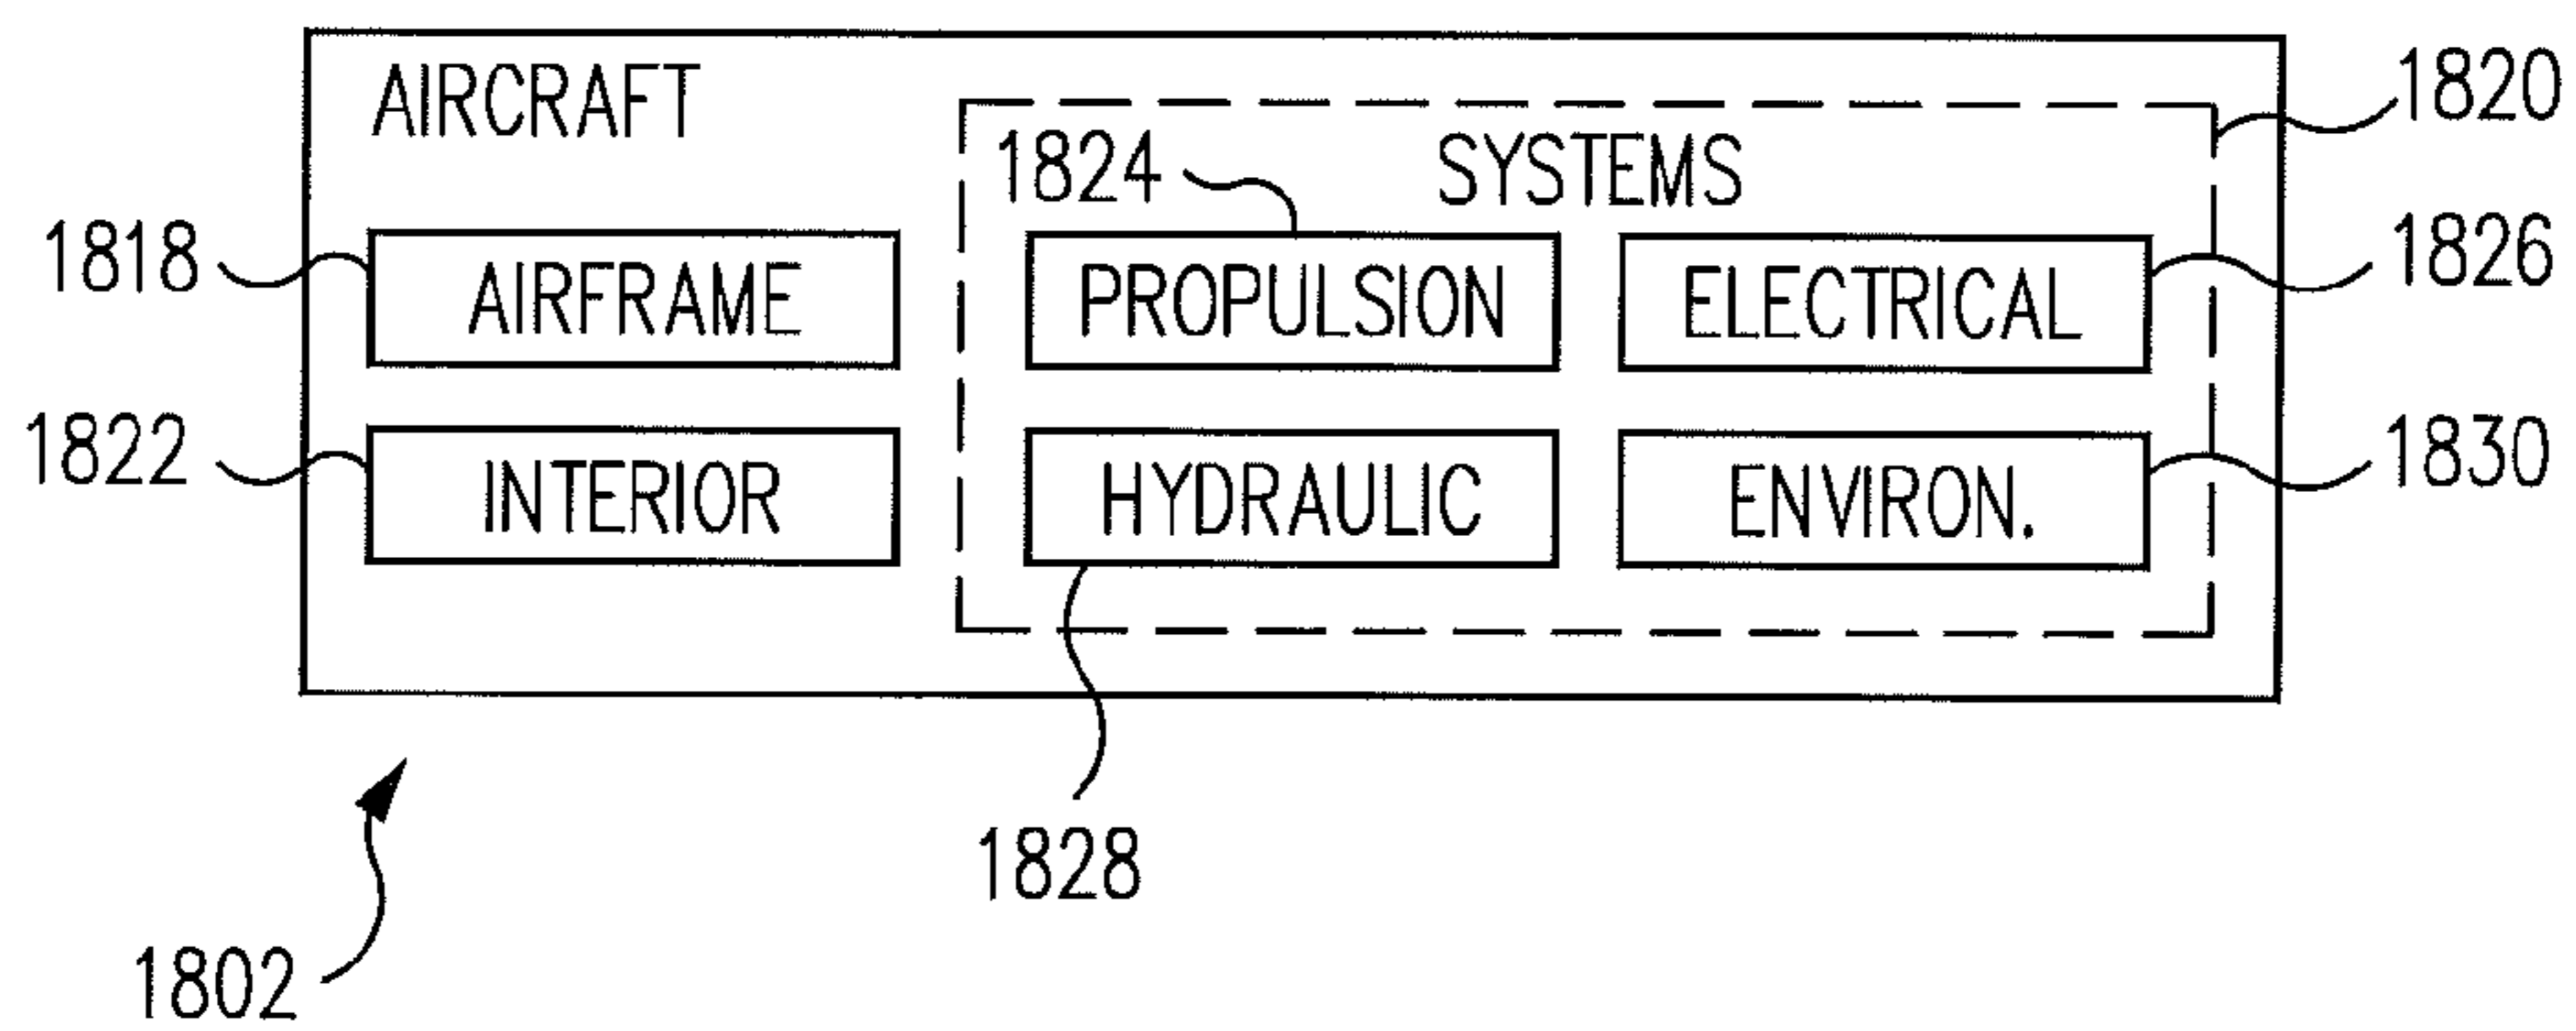 AIRCRAFT
1820
1824
SYSTEMS
1818
AIRFRAME
PROPULSION
ELECTRICAL
1826
1822
INTERIOR
HYDRAULIC
ENVIRON.
1830
1828
1802